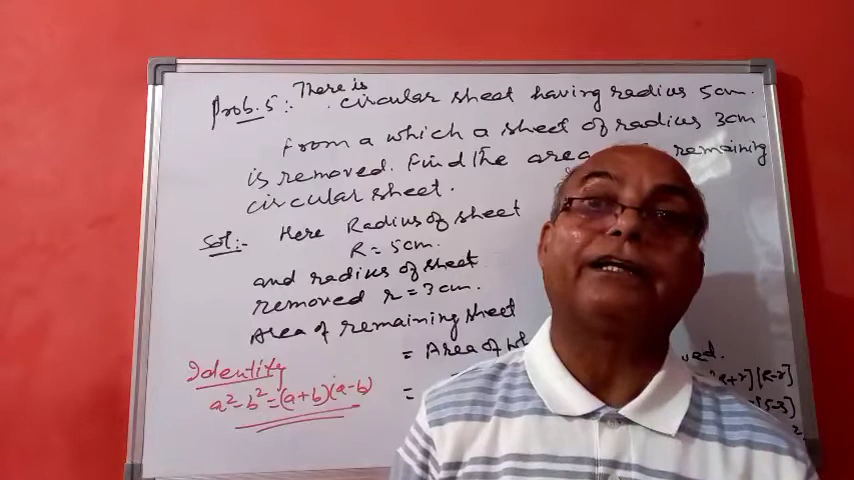 Prob. 5:- There is
circular sheet having radius 5cm.
from a which a sheet of radius 3cm
is removed. Find the area remaining
circular sheet.
Sol:- Here Radius of sheet
R = 5cm.
and radius of sheet
removed r = 3cm.
Area of remaining sheet
= Area of
Identity
a²-b²=(a+b)(a-b)
=